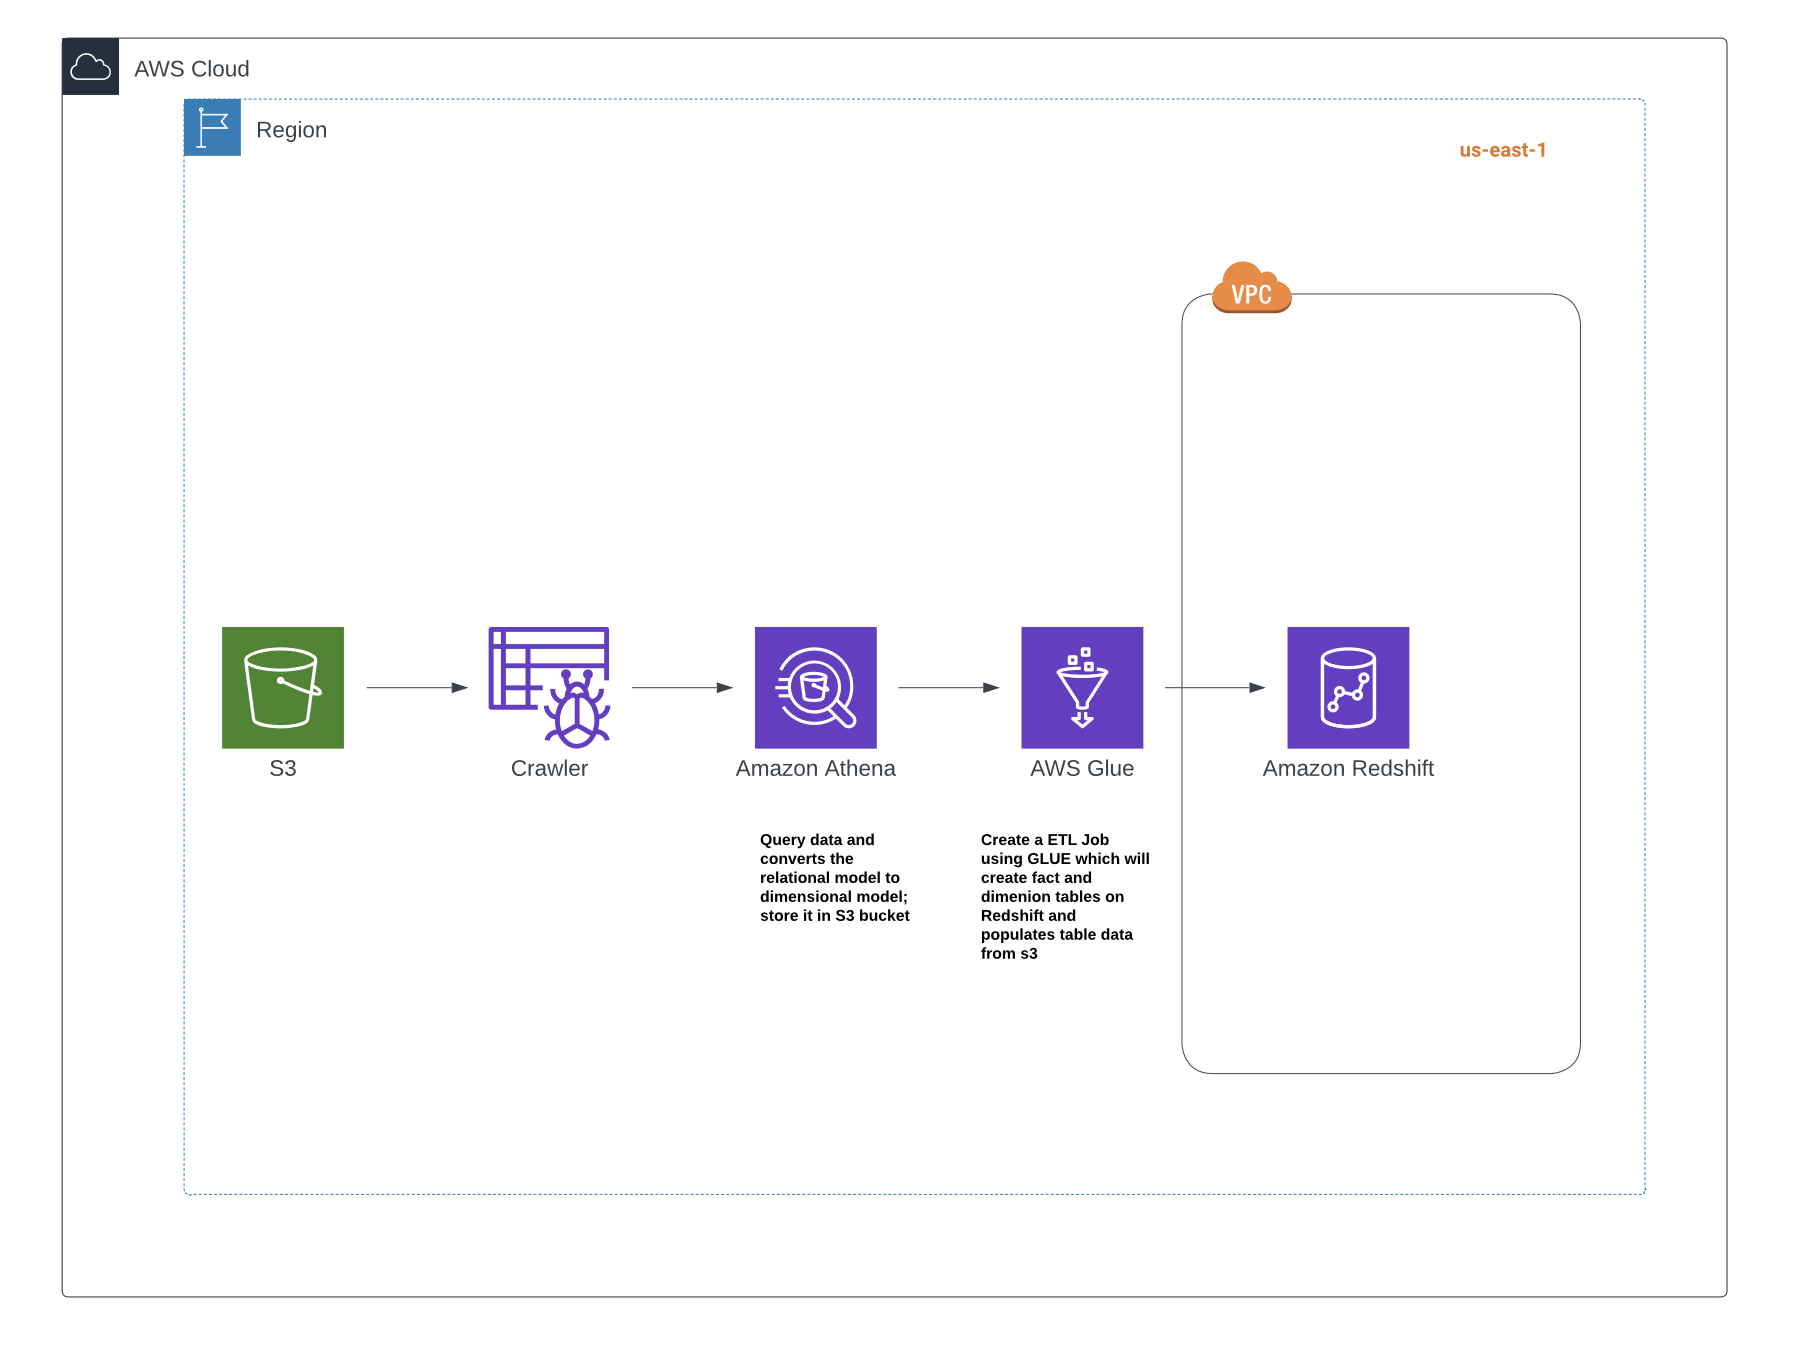 AWS Cloud
Region
us-east-1
VPC
S3
Crawler
Amazon Athena
AWS Glue
Amazon Redshift
Query data and
converts the
relational model to
dimensional model;
store it in S3 bucket
Create a ETL Job
using GLUE which will
create fact and
dimenion tables on
Redshift and
populates table data
from s3